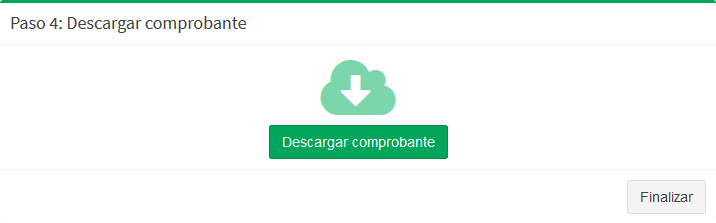 Paso 4: Descargar comprobante
Descargar comprobante
Finalizar